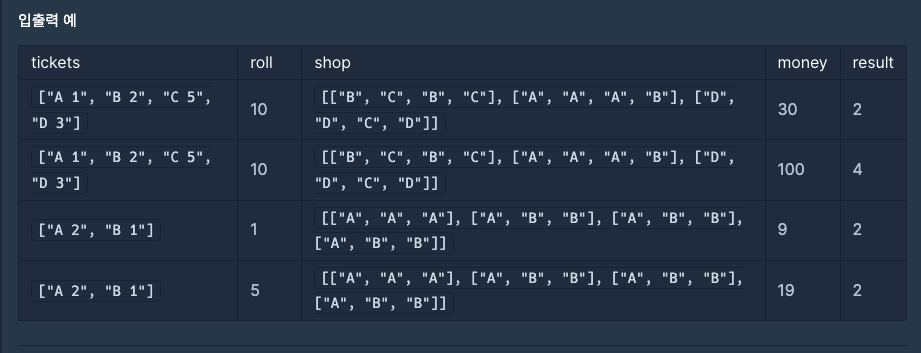 입출력 예
tickets roll shop money result
["A 1", "B 2", "C 5", 10 [["B", "C", "B", "C"], ["A", "A", "A", "B"], ["D", 30 2
"D 3"] "D", "C", "D"]]
["A 1", "B 2", "C 5", 10 [["B", "C", "B", "C"], ["A", "A", "A", "B"], ["D", 100 4
"D 3"] "D", "C", "D"]]
["A 2", "B 1"] 1 [["A", "A", "A"], ["A", "B", "B"], ["A", "B", "B"], 9 2
["A", "B", "B"]]
["A 2", "B 1"] 5 [["A", "A", "A"], ["A", "B", "B"], ["A", "B", "B"], 19 2
["A", "B", "B"]]